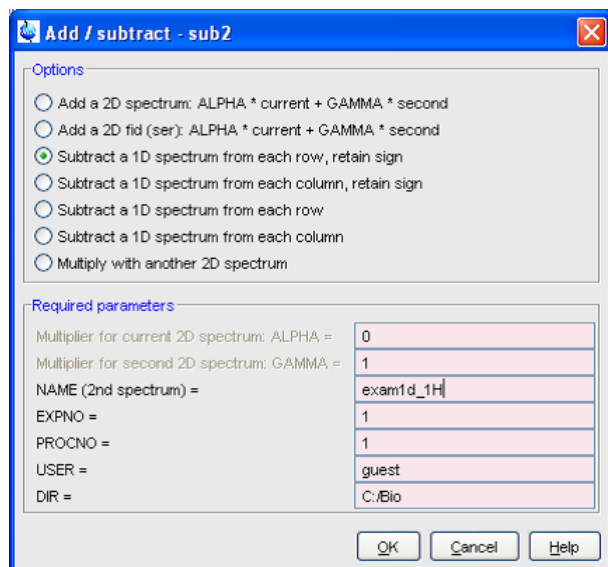 Add / subtract - sub2
Options
Add a 2D spectrum: ALPHA * current + GAMMA * second
Add a 2D fid (ser): ALPHA * current + GAMMA * second
Subtract a 1D spectrum from each row, retain sign
Subtract a 1D spectrum from each column, retain sign
Subtract a 1D spectrum from each row
Subtract a 1D spectrum from each column
Multiply with another 2D spectrum
Required parameters
Multiplier for current 2D spectrum: ALPHA = 0
Multiplier for second 2D spectrum: GAMMA = 1
NAME (2nd spectrum) = exam1d_1H
EXPNO = 1
PROCNO = 1
USER = guest
DIR = C:/Bio
OK Cancel Help